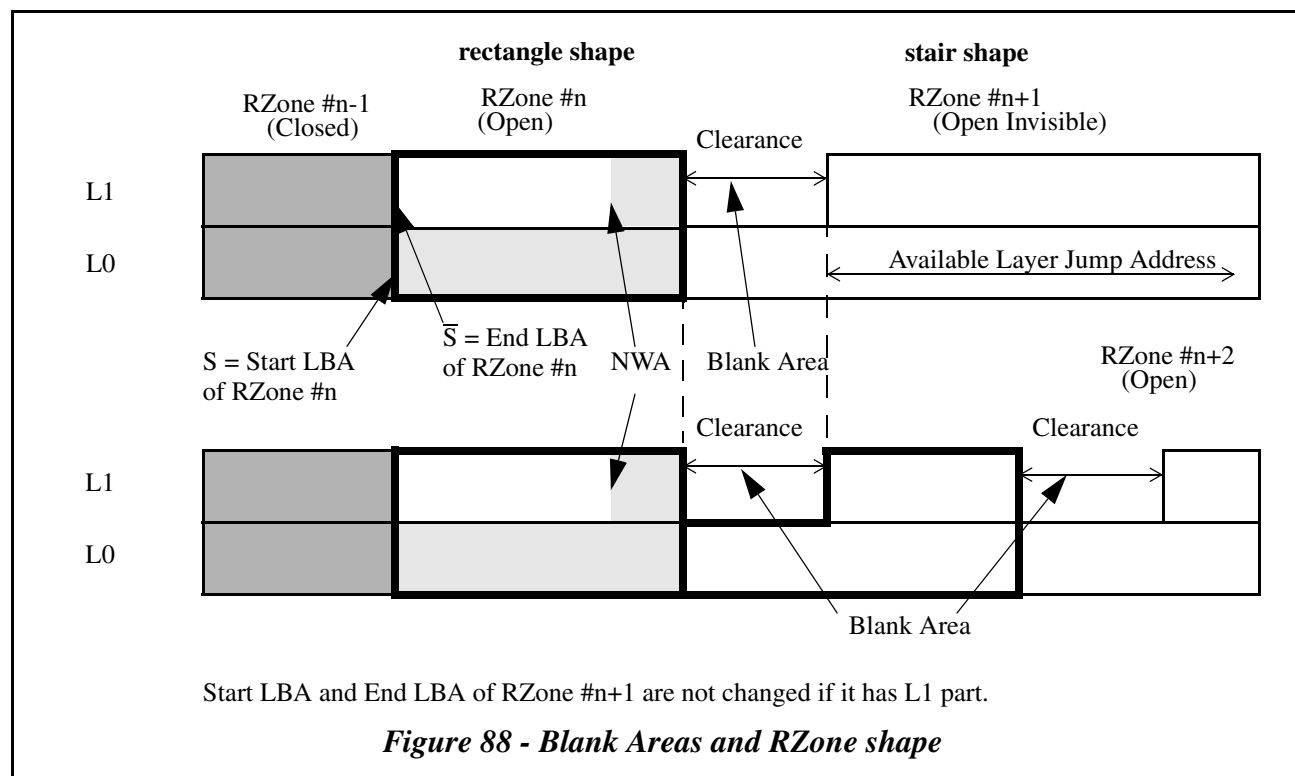 rectangle shape
stair shape
RZone #n-1
(Closed)
RZone #n
(Open)
RZone #n+1
(Open Invisible)
Clearance
L1
L0
Available Layer Jump Address
S = Start LBA
of RZone #n
S̅ = End LBA
of RZone #n
NWA
Blank Area
RZone #n+2
(Open)
Clearance
Clearance
L1
L0
Blank Area
Start LBA and End LBA of RZone #n+1 are not changed if it has L1 part.
Figure 88 - Blank Areas and RZone shape